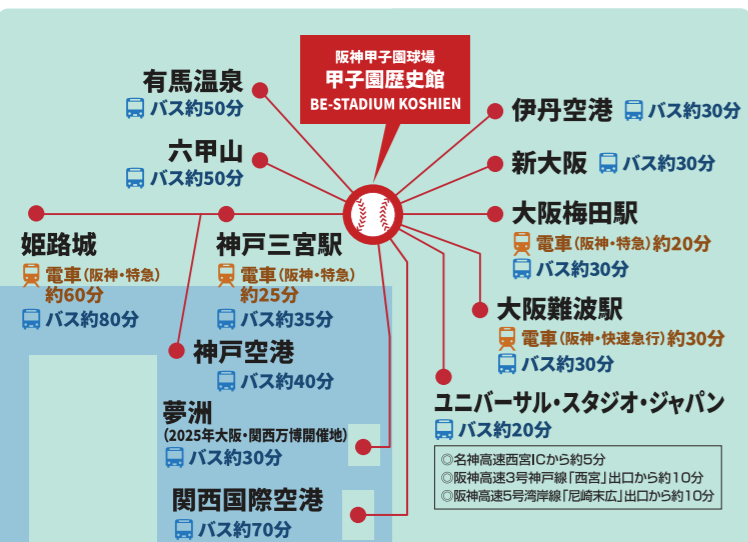 阪神甲子園球場
甲子園歴史館
BE-STADIUM KOSHIEN
有馬温泉
バス約50分
六甲山
バス約50分
伊丹空港 バス約30分
新大阪 バス約30分
大阪梅田駅
電車(阪神・特急)約20分
バス約30分
姫路城
電車(阪神・特急)
約60分
バス約80分
神戸三宮駅
電車(阪神・特急)
約25分
バス約35分
大阪難波駅
電車(阪神・快速急行)約30分
バス約30分
神戸空港
バス約40分
ユニバーサル・スタジオ・ジャパン
バス約20分
夢洲
(2025年大阪・関西万博開催地)
バス約30分
関西国際空港
バス約70分
◎名神高速西宮ICから約5分
◎阪神高速3号神戸線「西宮」出口から約10分
◎阪神高速5号湾岸線「尼崎末広」出口から約10分